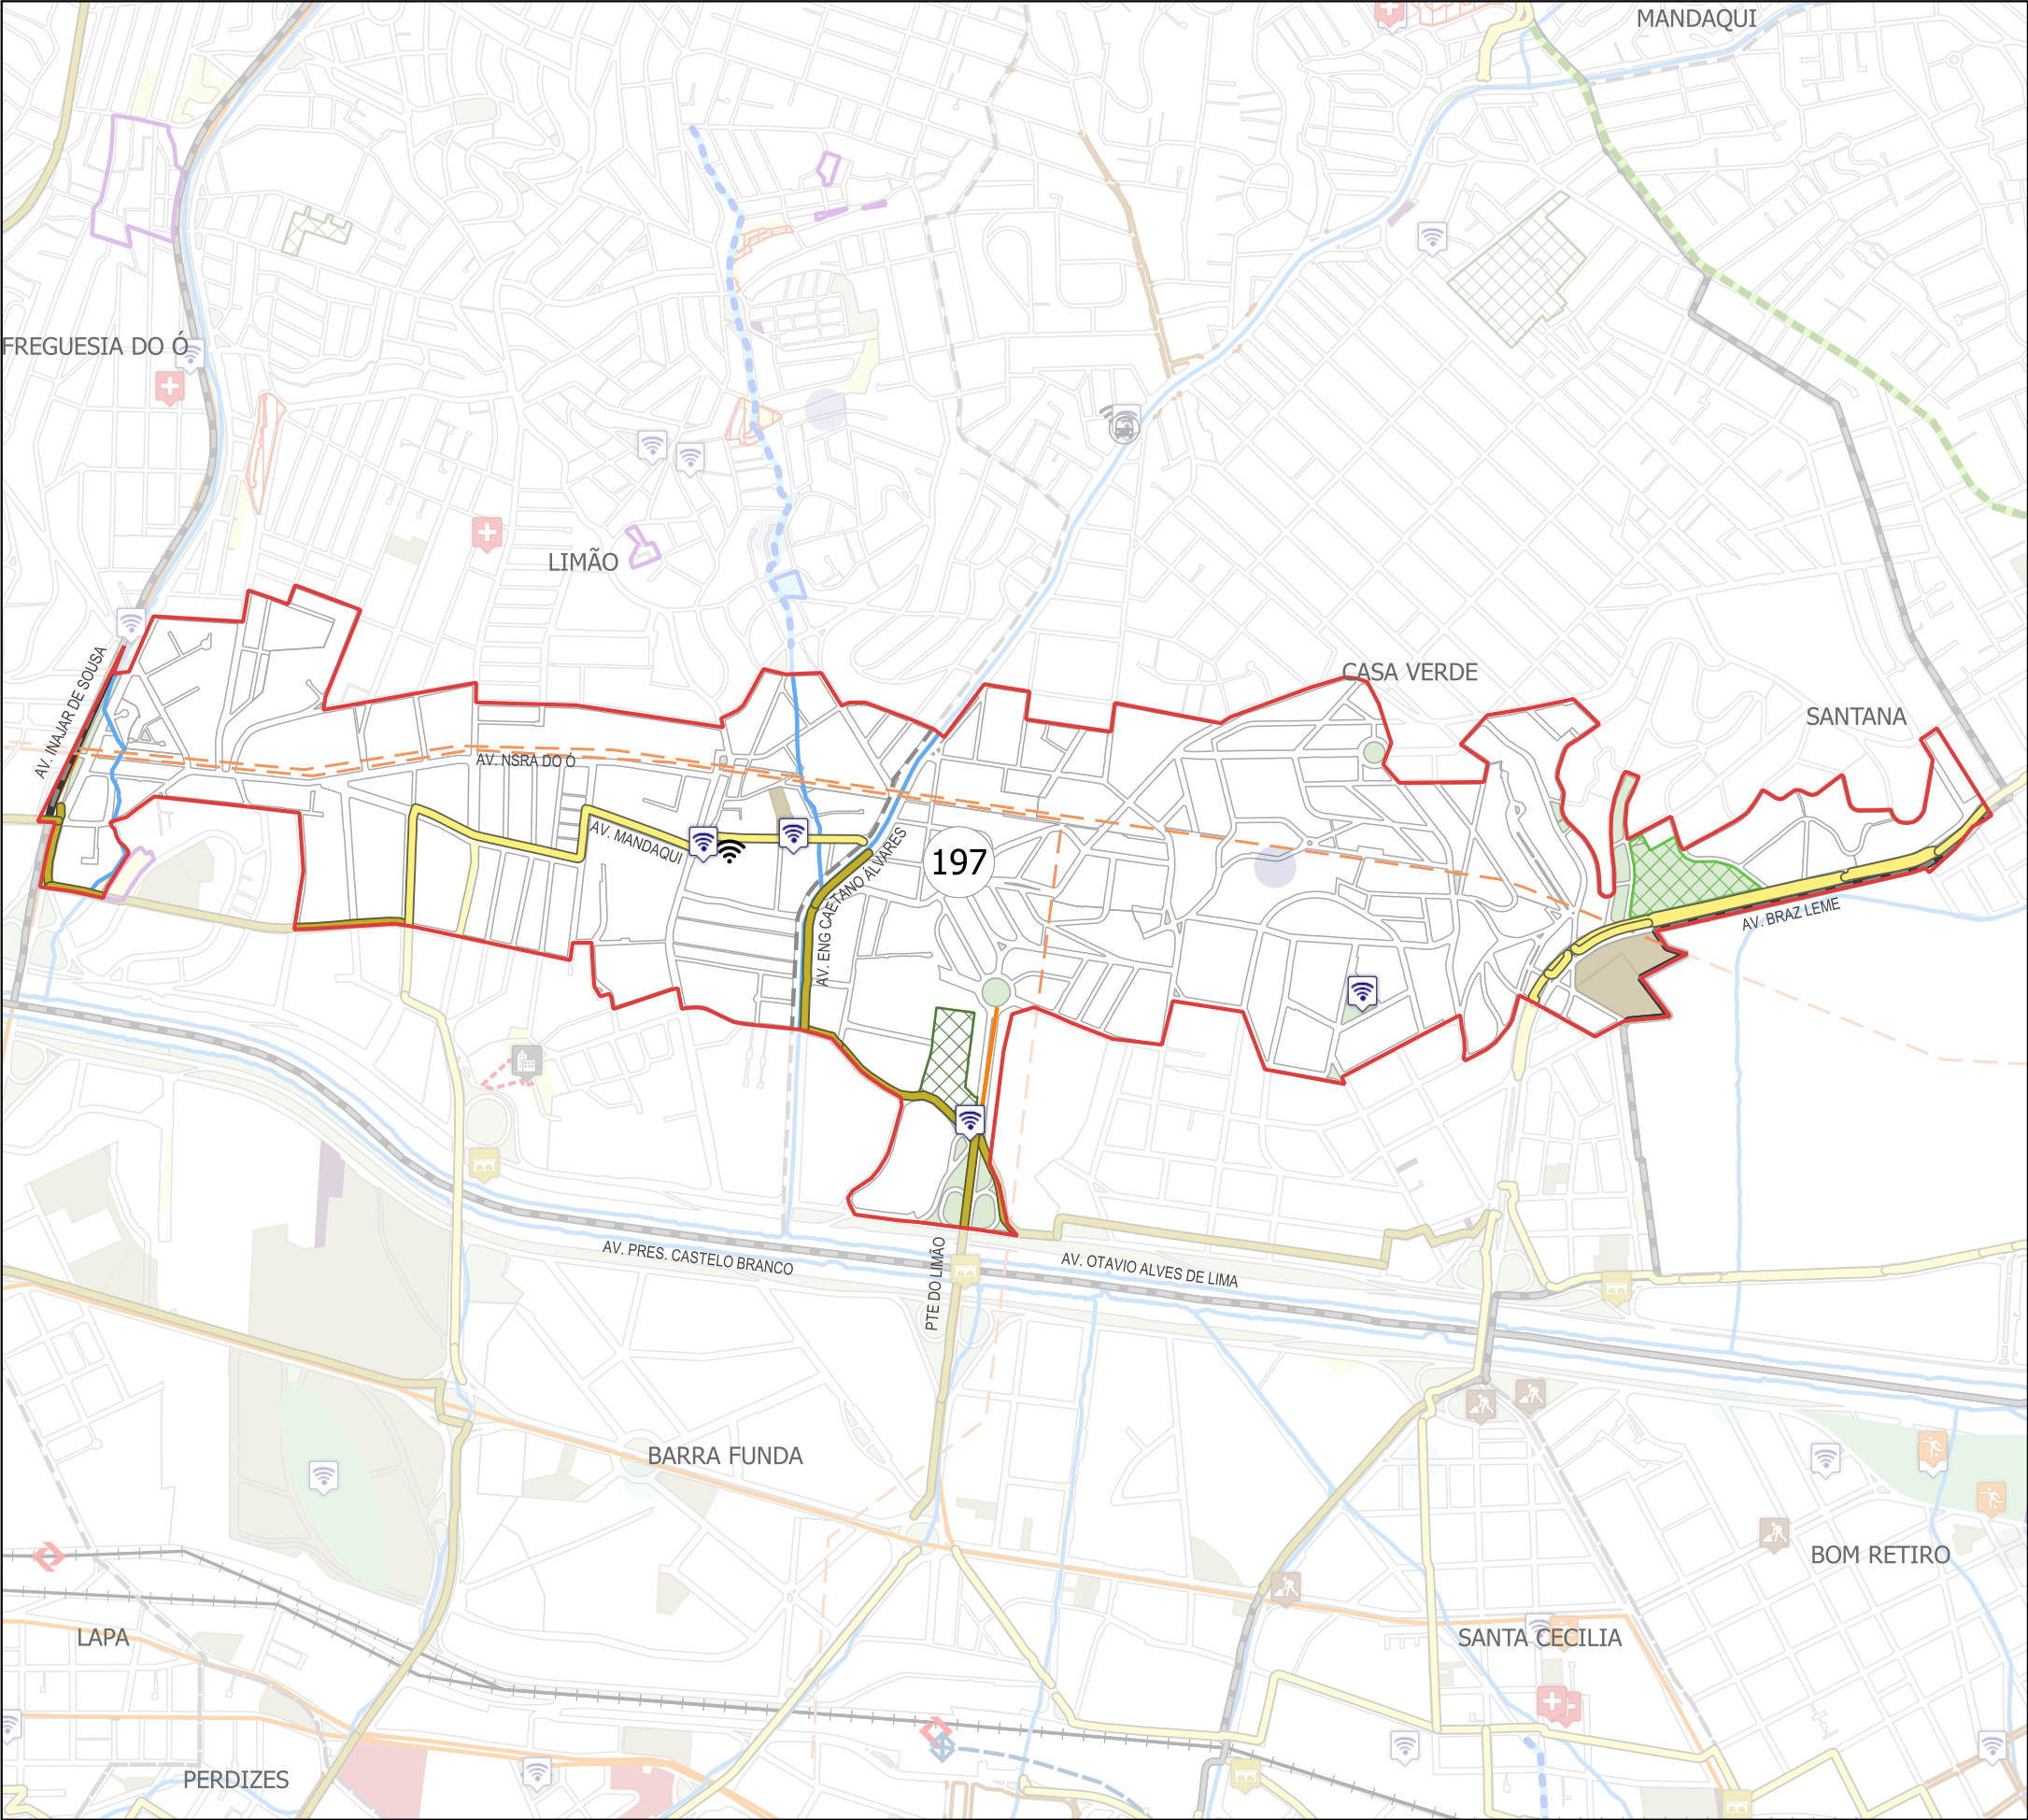 MANDAQUI
FREGUESIA DO Ó
LIMÃO
CASA VERDE
SANTANA
AV. INAJAR DE SOUSA
AV. NSRA DO Ó
AV. MANDAQUI
AV. ENG CAETANO ÁLVARES
197
AV. BRAZ LEME
AV. PRES. CASTELO BRANCO
PTE DO LIMÃO
AV. OTAVIO ALVES DE LIMA
BARRA FUNDA
BOM RETIRO
LAPA
SANTA CECILIA
PERDIZES